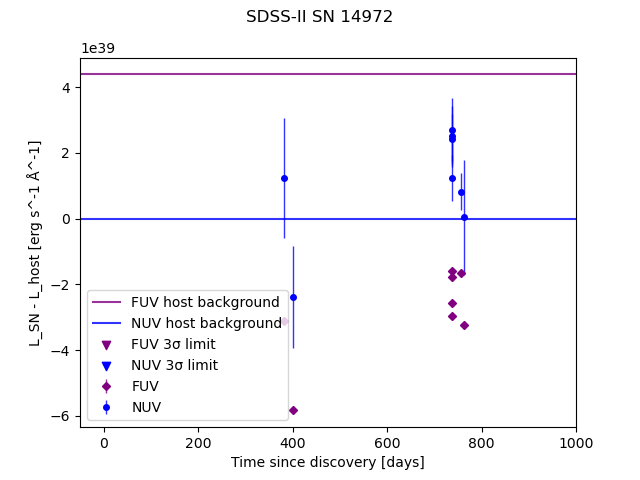 SDSS-II SN 14972
1e39
L_SN - L_host [erg s^-1 Å^-1]
4
2
0
−2
−4
−6
FUV host background
NUV host background
FUV 3σ limit
NUV 3σ limit
FUV
NUV
0 200 400 600 800 1000
Time since discovery [days]